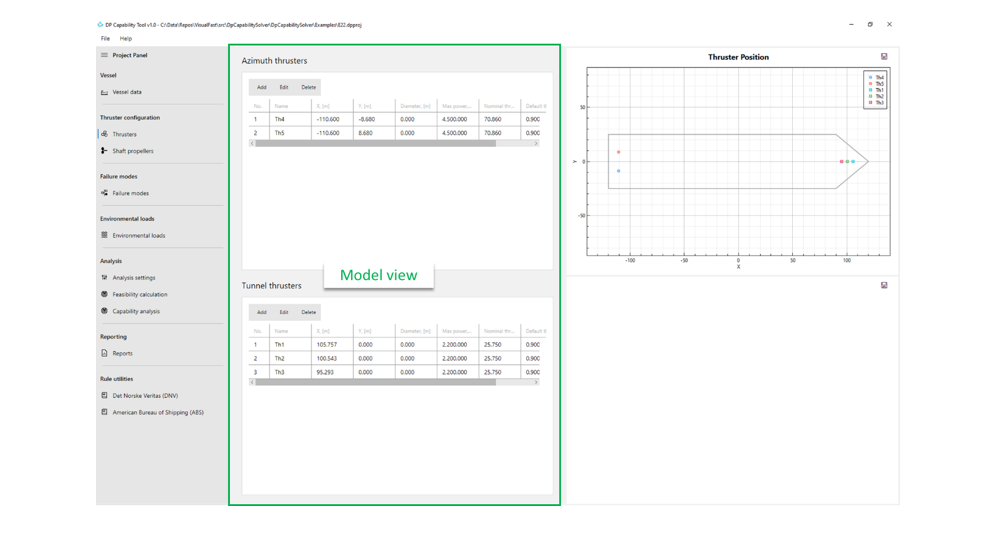 DP Capability Tool v1.0 - C:\Data\Repos\VisualFast\src\DpCapabilitySolver\DpCapabilitySolver\Examples\822.dpproj
File Help
Project Panel
Vessel
Vessel data
Thruster configuration
Thrusters
Shaft propellers
Failure modes
Failure modes
Environmental loads
Environmental loads
Analysis
Analysis settings
Feasibility calculation
Capability analysis
Reporting
Reports
Rule utilities
Det Norske Veritas (DNV)
American Bureau of Shipping (ABS)
Azimuth thrusters
Add Edit Delete
No. Name X, [m] Y, [m] Diameter, [m] Max power,... Nominal thr... Default t
1 Th4 -110.600 -8.680 0.000 4.500.000 70.860 0.900
2 Th5 -110.600 8.680 0.000 4.500.000 70.860 0.900
Model view
Tunnel thrusters
Add Edit Delete
No. Name X, [m] Y, [m] Diameter, [m] Max power,... Nominal thr... Default t
1 Th1 105.757 0.000 0.000 2.200.000 25.750 0.900
2 Th2 100.543 0.000 0.000 2.200.000 25.750 0.900
3 Th3 95.293 0.000 0.000 2.200.000 25.750 0.900
Thruster Position
Th4
Th5
Th1
Th2
Th3
50
0
-50
Y
-100 -50 0 50 100
X